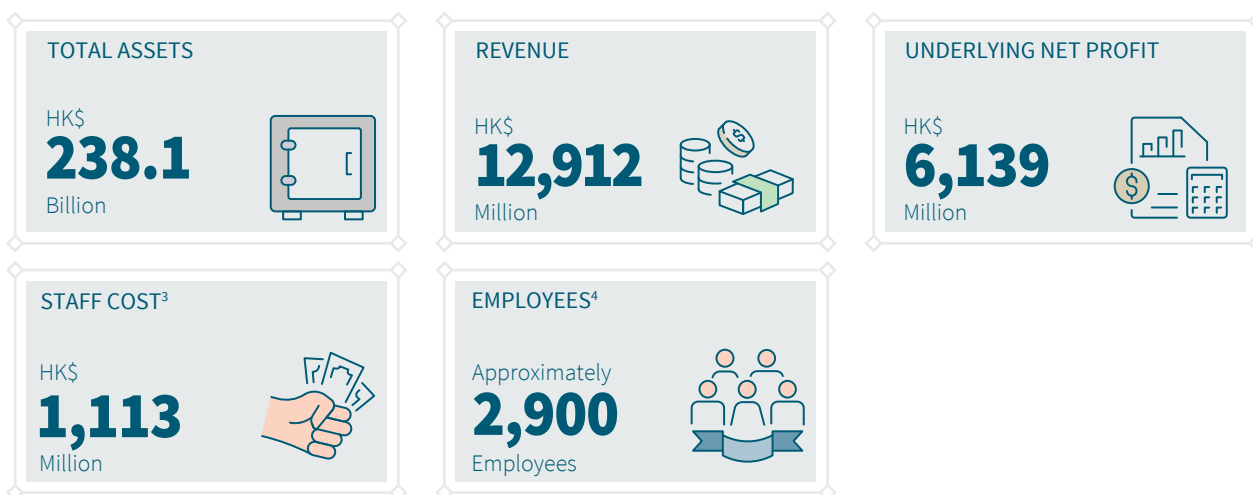 TOTAL ASSETS
HK$
238.1
Billion
REVENUE
HK$
12,912
Million
UNDERLYING NET PROFIT
HK$
6,139
Million
STAFF COST³
HK$
1,113
Million
EMPLOYEES⁴
Approximately
2,900
Employees